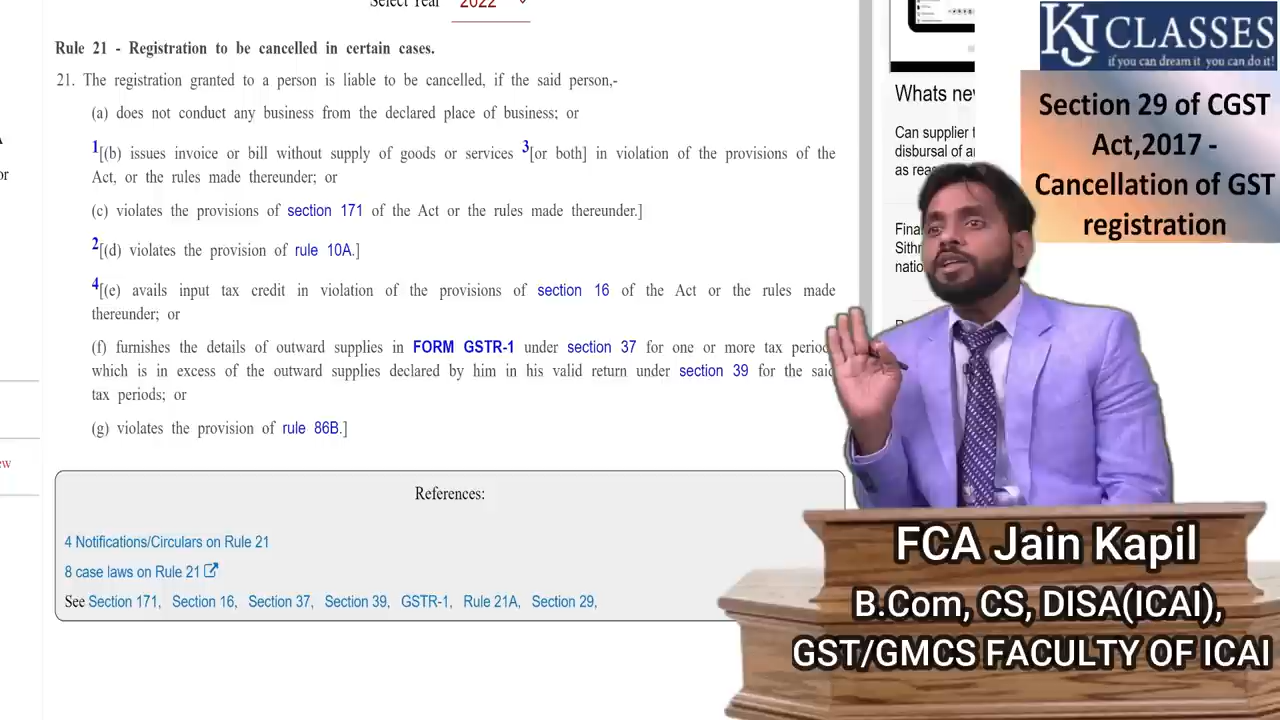 Select Year 2022
Rule 21 - Registration to be cancelled in certain cases.
21. The registration granted to a person is liable to be cancelled, if the said person,-
(a) does not conduct any business from the declared place of business; or
1[(b) issues invoice or bill without supply of goods or services 3[or both] in violation of the provisions of the
Act, or the rules made thereunder; or
(c) violates the provisions of section 171 of the Act or the rules made thereunder.]
2[(d) violates the provision of rule 10A.]
4[(e) avails input tax credit in violation of the provisions of section 16 of the Act or the rules made
thereunder; or
(f) furnishes the details of outward supplies in FORM GSTR-1 under section 37 for one or more tax period
which is in excess of the outward supplies declared by him in his valid return under section 39 for the said
tax periods; or
(g) violates the provision of rule 86B.]
References:
4 Notifications/Circulars on Rule 21
8 case laws on Rule 21
See Section 171, Section 16, Section 37, Section 39, GSTR-1, Rule 21A, Section 29,
Whats new
Can supplier
disbursal of
as
KJ CLASSES
if you can dream it you can do it!
Section 29 of CGST
Act,2017 -
Cancellation of GST
registration
FCA Jain Kapil
B.Com, CS, DISA(ICAI),
GST/GMCS FACULTY OF ICAI